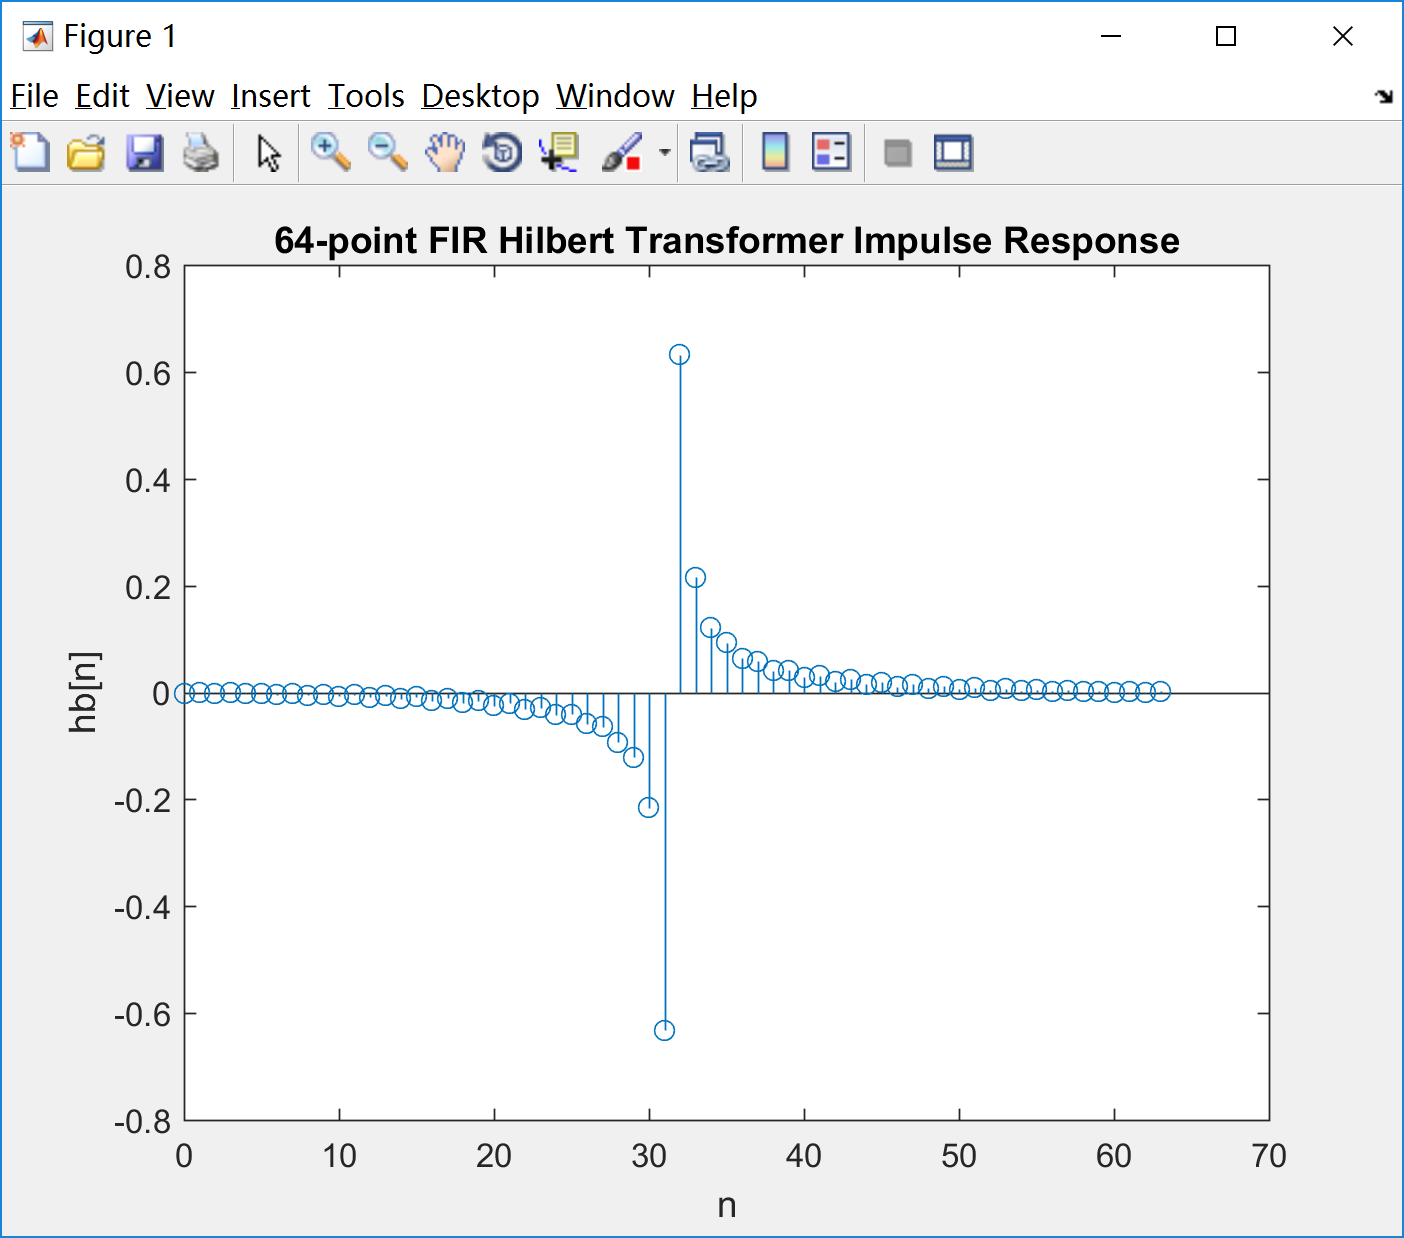 Figure 1
File Edit View Insert Tools Desktop Window Help
64-point FIR Hilbert Transformer Impulse Response
0.8
0.6
0.4
0.2
0
-0.2
-0.4
-0.6
-0.8
hb[n]
0 10 20 30 40 50 60 70
n